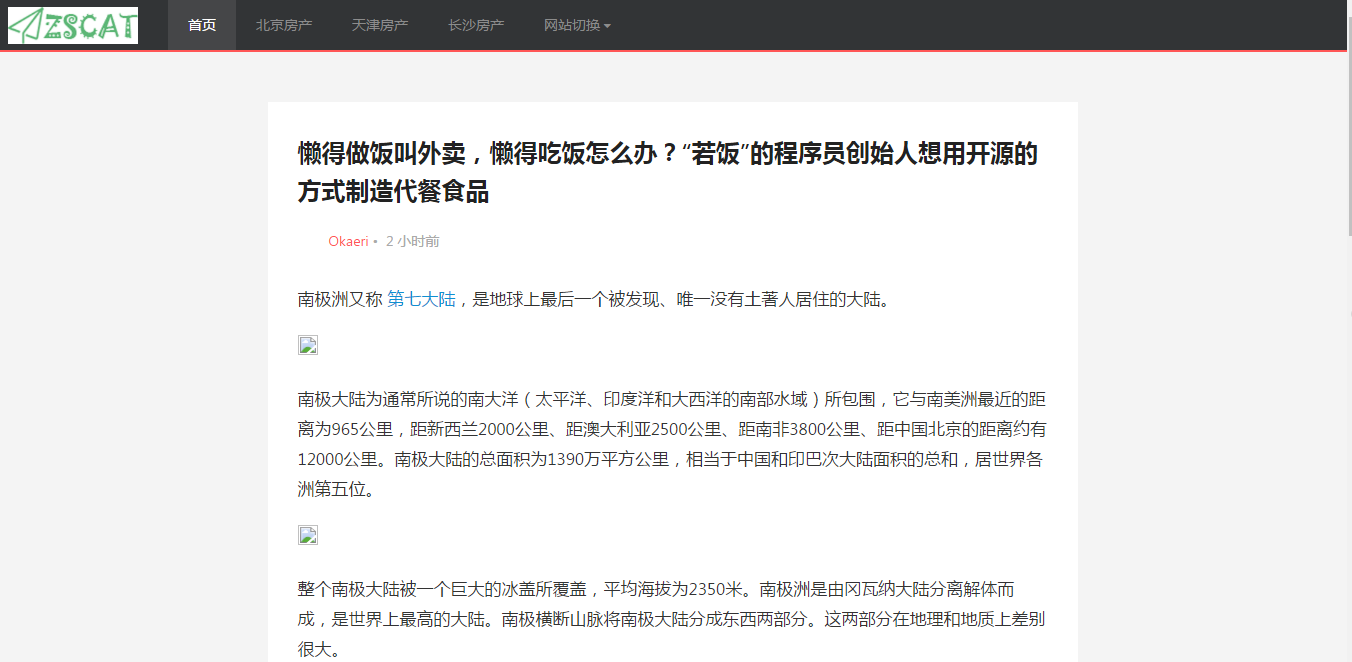 ZSCAT
首页
北京房产
天津房产
长沙房产
网站切换
懒得做饭叫外卖，懒得吃饭怎么办？“若饭”的程序员创始人想用开源的
方式制造代餐食品
Okaeri • 2 小时前
南极洲又称 第七大陆，是地球上最后一个被发现、唯一没有土著人居住的大陆。
南极大陆为通常所说的南大洋（太平洋、印度洋和大西洋的南部水域）所包围，它与南美洲最近的距
离为965公里，距新西兰2000公里、距澳大利亚2500公里、距南非3800公里、距中国北京的距离约有
12000公里。南极大陆的总面积为1390万平方公里，相当于中国和印巴次大陆面积的总和，居世界各
洲第五位。
整个南极大陆被一个巨大的冰盖所覆盖，平均海拔为2350米。南极洲是由冈瓦纳大陆分离解体而
成，是世界上最高的大陆。南极横断山脉将南极大陆分成东西两部分。这两部分在地理和地质上差别
很大。